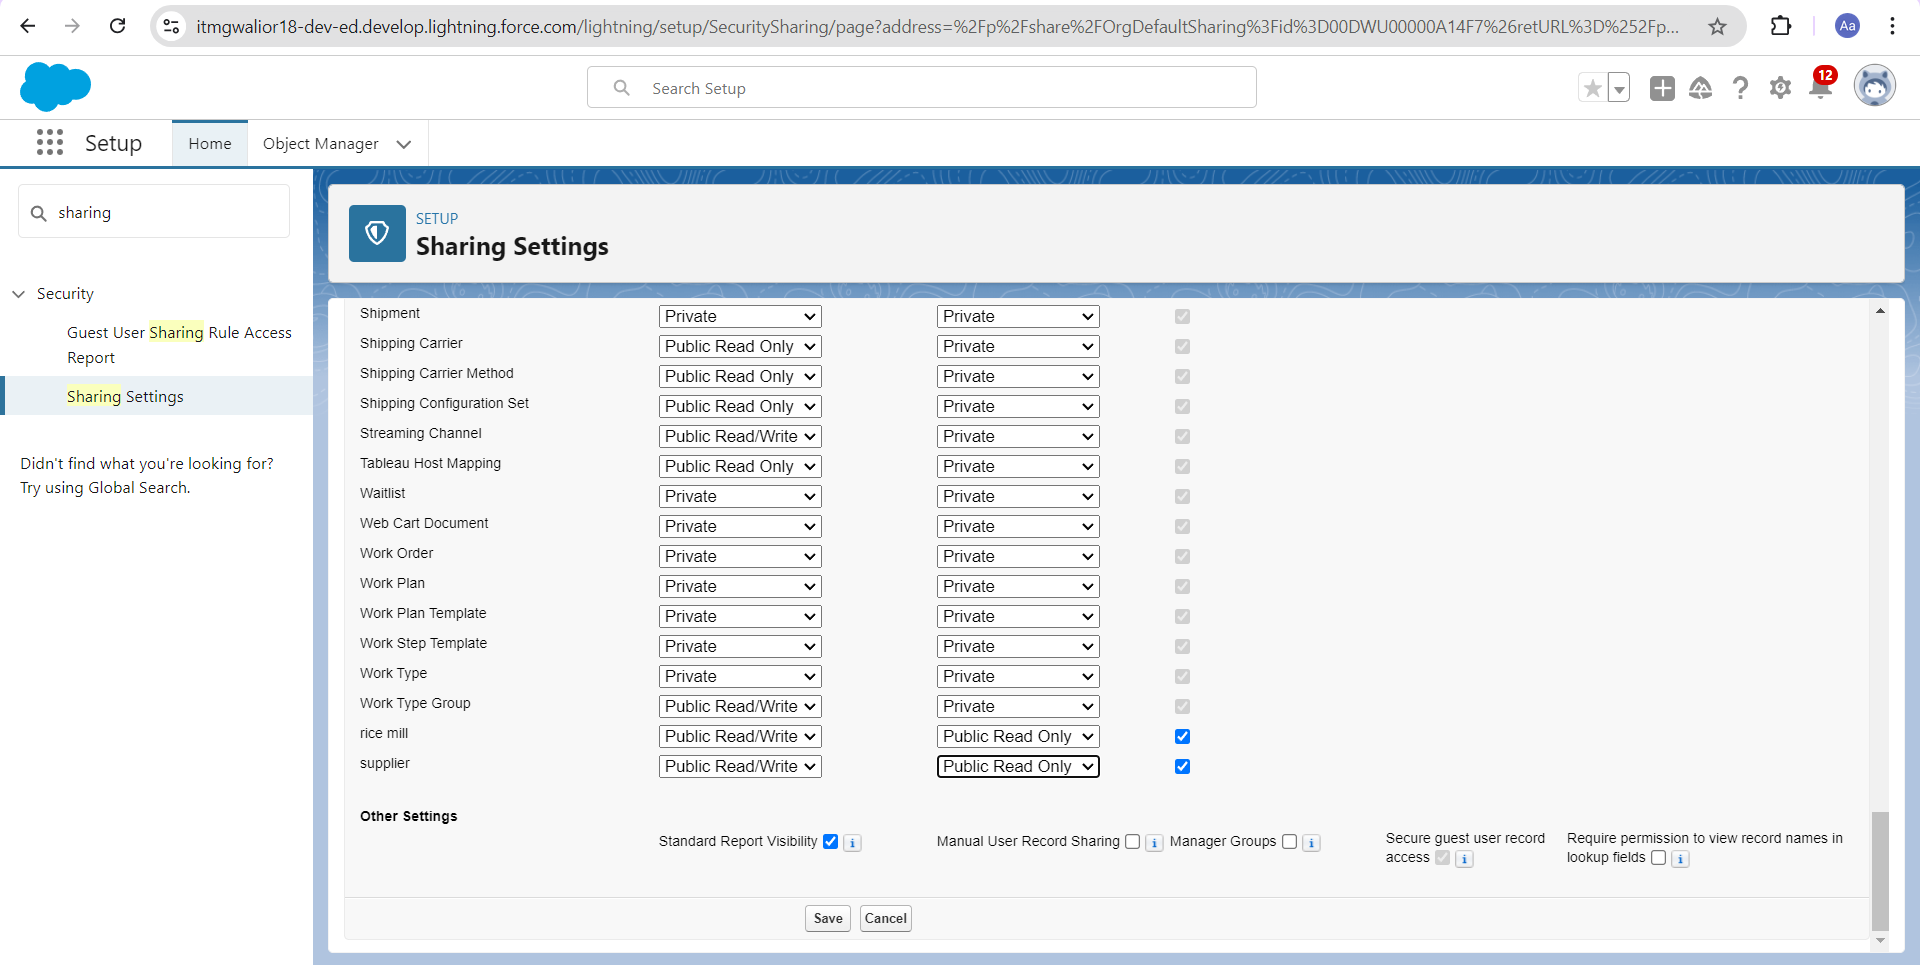 itmgwalior18-dev-ed.develop.lightning.force.com/lightning/setup/SecuritySharing/page?address=%2Fp%2Fshare%2FOrgDefaultSharing%3Fid%3D00DWU00000A14F7%26retURL%3D%252Fp...
Aa
Search Setup
12
Setup
Home
Object Manager
sharing
Security
Guest User Sharing Rule Access
Report
Sharing Settings
Didn't find what you're looking for?
Try using Global Search.
SETUP
Sharing Settings
Shipment Private Private
Shipping Carrier Public Read Only Private
Shipping Carrier Method Public Read Only Private
Shipping Configuration Set Public Read Only Private
Streaming Channel Public Read/Write Private
Tableau Host Mapping Public Read Only Private
Waitlist Private Private
Web Cart Document Private Private
Work Order Private Private
Work Plan Private Private
Work Plan Template Private Private
Work Step Template Private Private
Work Type Private Private
Work Type Group Public Read/Write Private
rice mill Public Read/Write Public Read Only
supplier Public Read/Write Public Read Only
Other Settings
Standard Report Visibility i
Manual User Record Sharing i
Manager Groups i
Secure guest user record
access i
Require permission to view record names in
lookup fields i
Save
Cancel